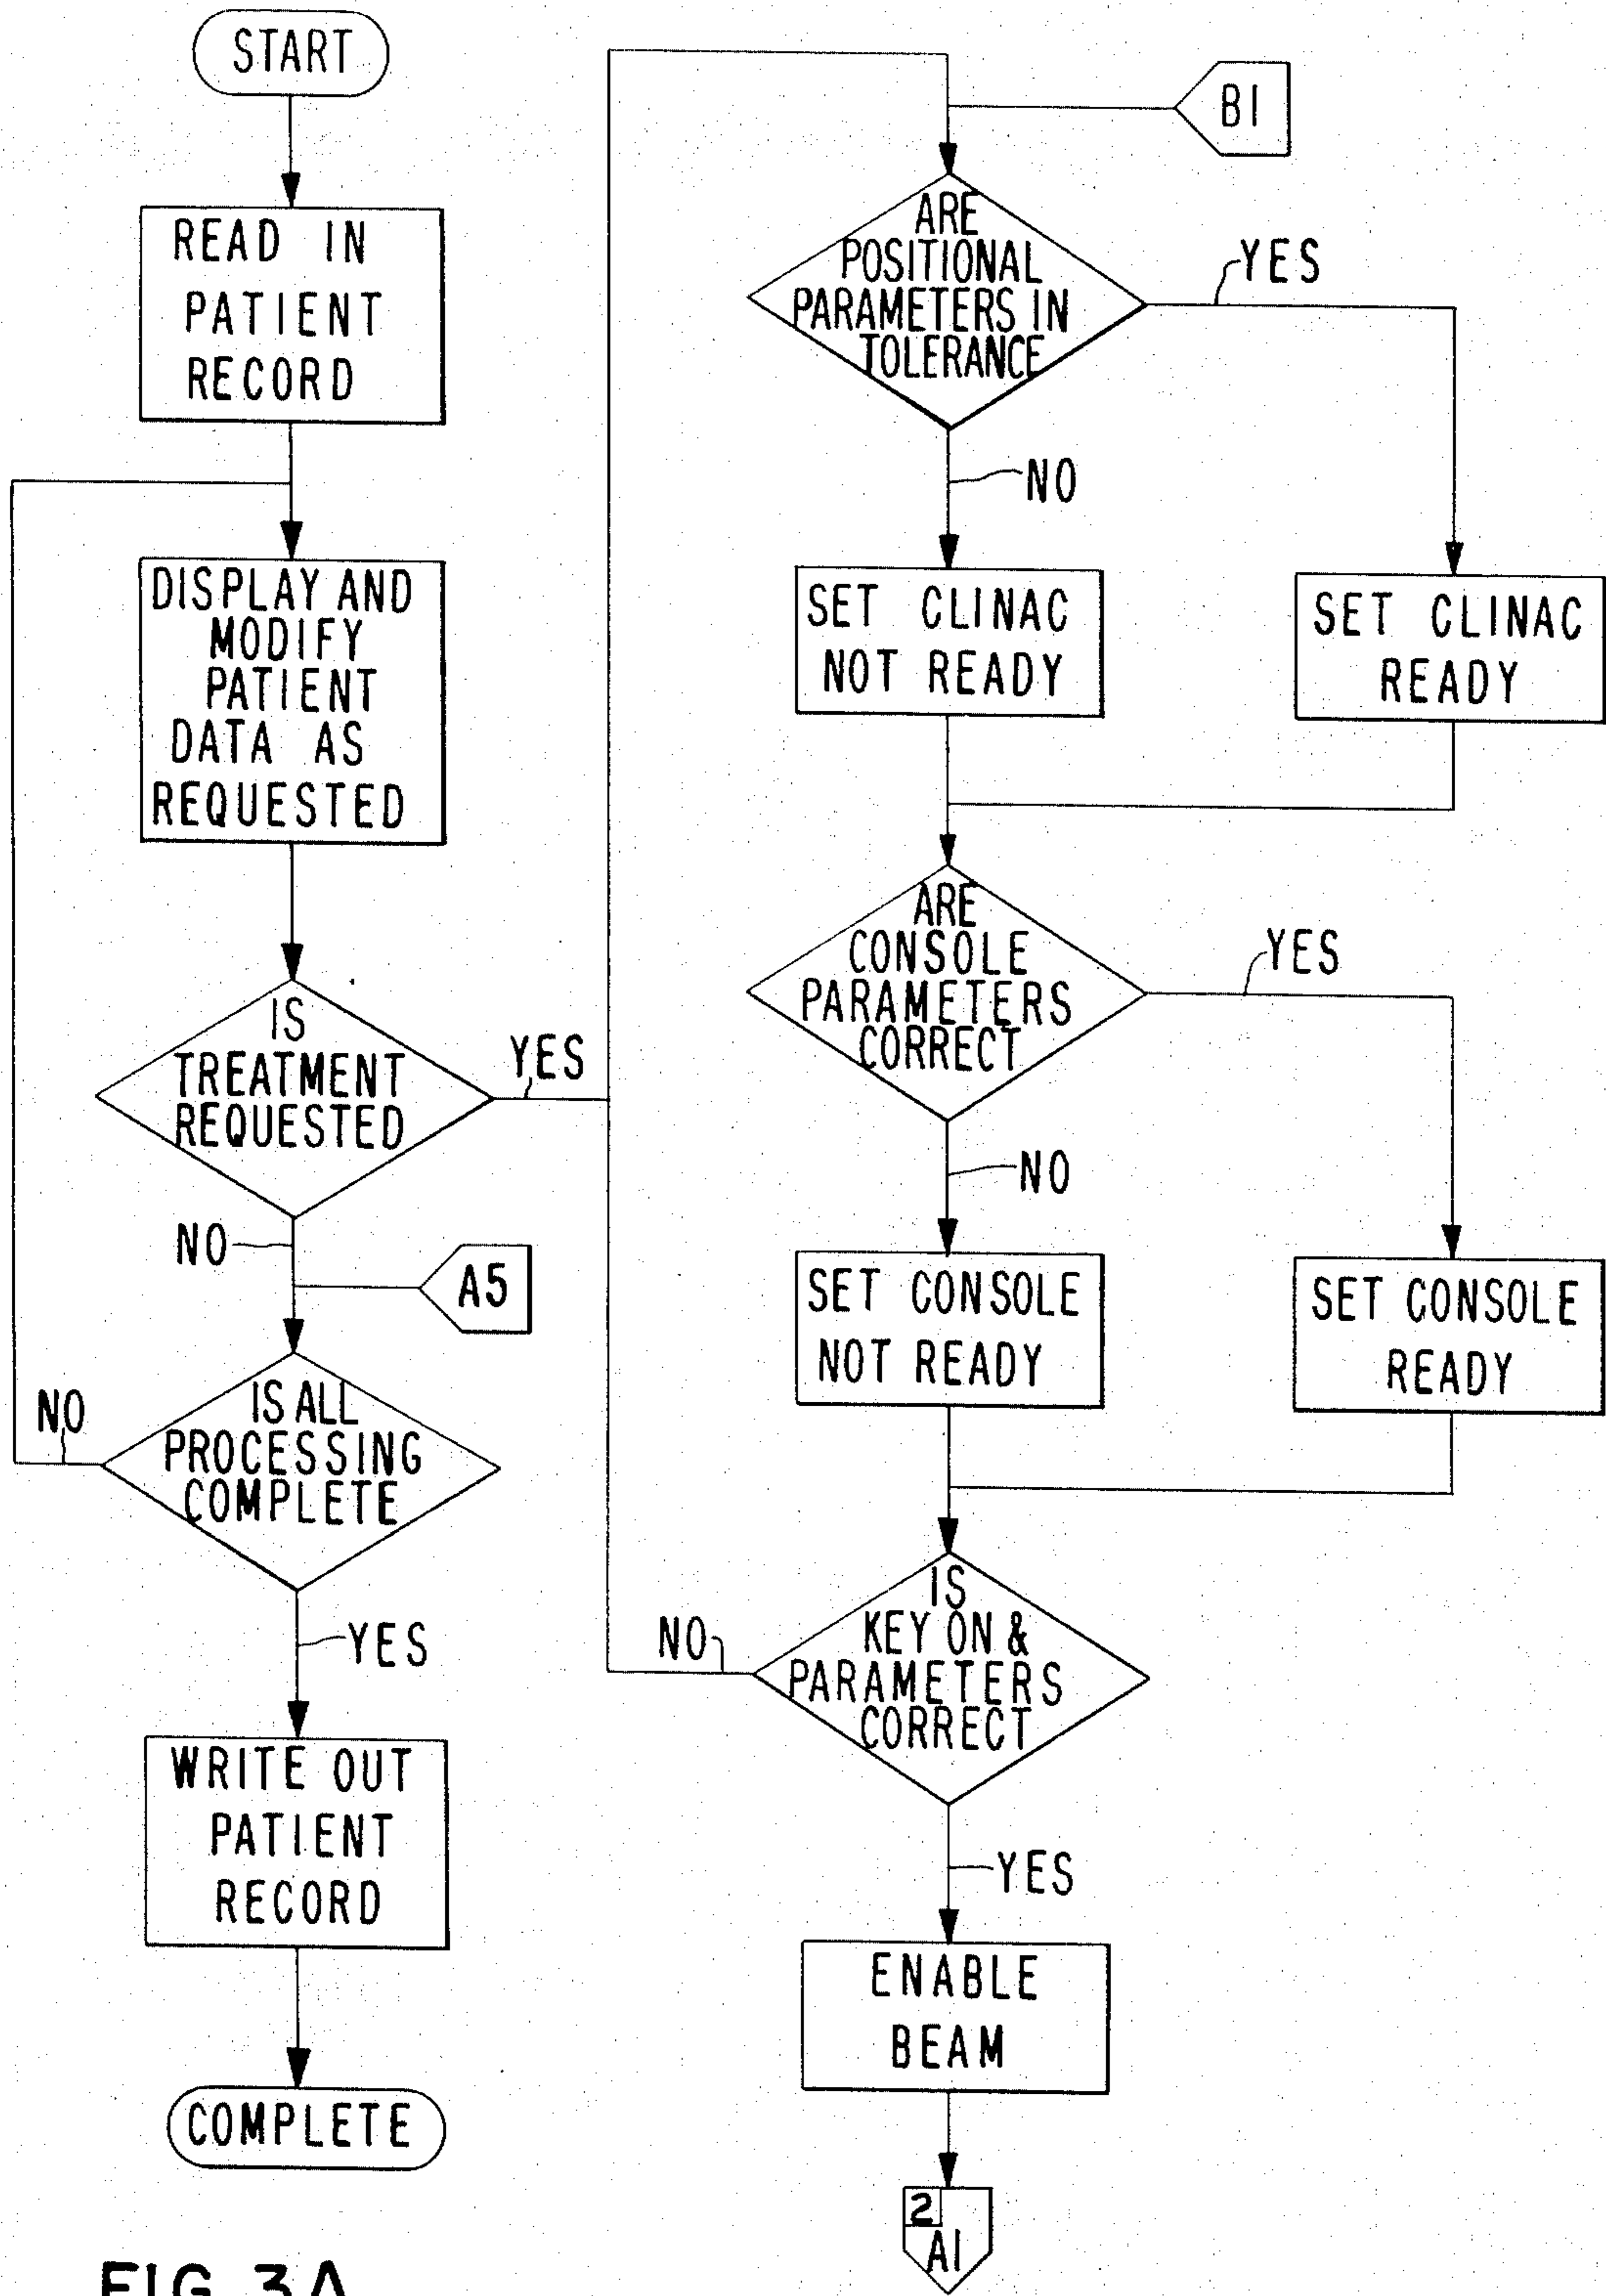 START
READ IN
PATIENT
RECORD
DISPLAY AND
MODIFY
PATIENT
DATA AS
REQUESTED
IS
TREATMENT
REQUESTED
YES
NO
A5
IS ALL
PROCESSING
COMPLETE
NO
YES
WRITE OUT
PATIENT
RECORD
COMPLETE
B1
ARE
POSITIONAL
PARAMETERS IN
TOLERANCE
YES
NO
SET CLINAC
NOT READY
SET CLINAC
READY
ARE
CONSOLE
PARAMETERS
CORRECT
YES
NO
SET CONSOLE
NOT READY
SET CONSOLE
READY
IS
KEY ON &
PARAMETERS
CORRECT
NO
YES
ENABLE
BEAM
2
A1
FIG. 3A